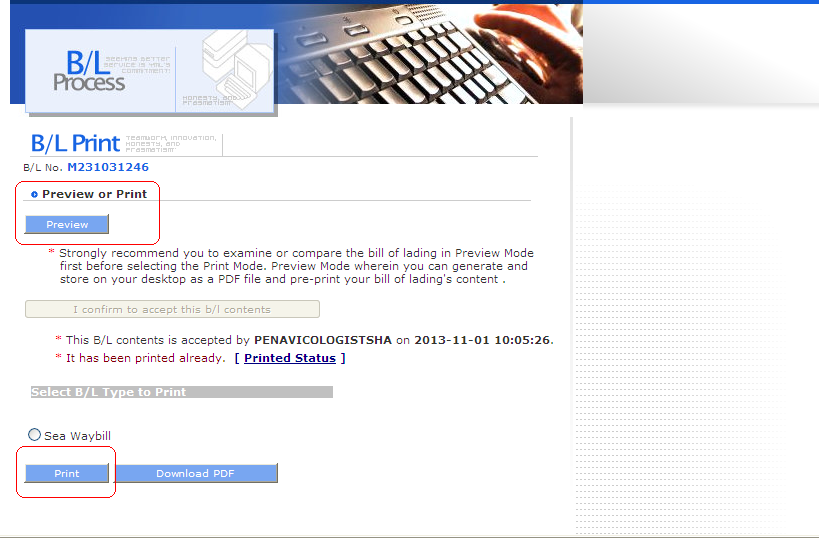 B/L
Process
SEEKING BETTER
SERVICE IS YML'S
COMMITMENT!
HONESTY, AND
PRAGMATISM
B/L Print
TEAMWORK, INNOVATION,
HONESTY, AND
PRAGMATISM
B/L No. M231031246
Preview or Print
Preview
* Strongly recommend you to examine or compare the bill of lading in Preview Mode
first before selecting the Print Mode. Preview Mode wherein you can generate and
store on your desktop as a PDF file and pre-print your bill of lading's content .
I confirm to accept this b/l contents
* This B/L contents is accepted by PENAVICOLOGISTSHA on 2013-11-01 10:05:26.
* It has been printed already. [ Printed Status ]
Select B/L Type to Print
Sea Waybill
Print Download PDF